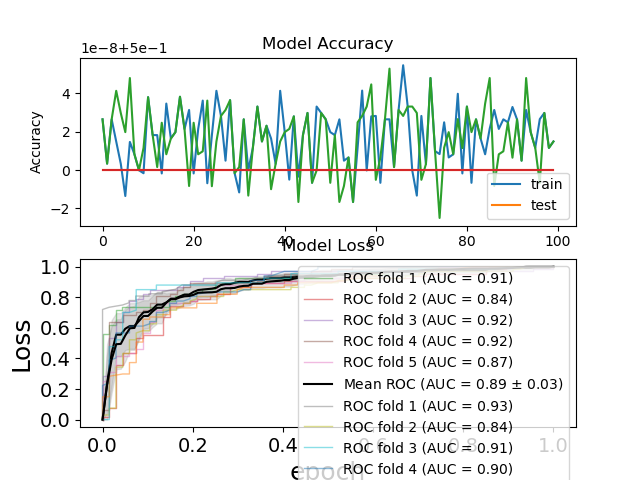 Model Accuracy
1e-8+5e-1
Accuracy
4
2
0
−2
train
test
0 20 40 60 80 100
Model Loss
Loss
1.0
0.8
0.6
0.4
0.2
0.0
ROC fold 1 (AUC = 0.91)
ROC fold 2 (AUC = 0.84)
ROC fold 3 (AUC = 0.92)
ROC fold 4 (AUC = 0.92)
ROC fold 5 (AUC = 0.87)
Mean ROC (AUC = 0.89 ± 0.03)
ROC fold 1 (AUC = 0.93)
ROC fold 2 (AUC = 0.84)
ROC fold 3 (AUC = 0.91)
ROC fold 4 (AUC = 0.90)
0.0 0.2 0.4 0.6 0.8 1.0
epoch